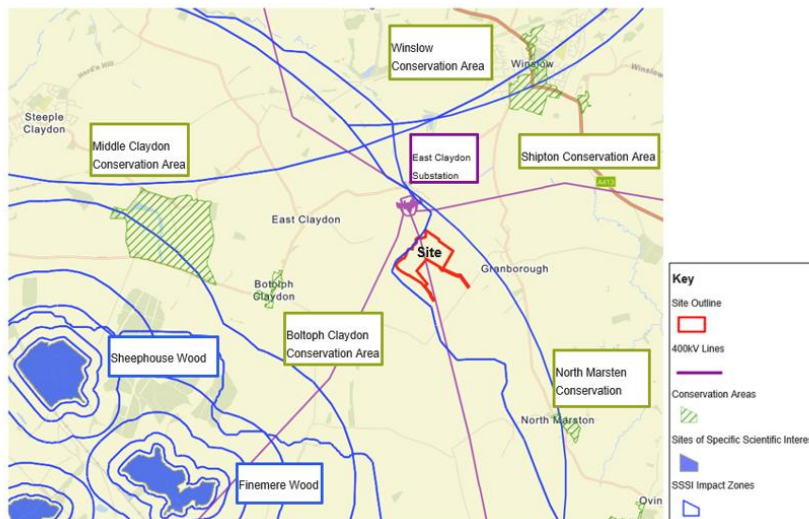 Winslow
Conservation Area
Winslow
Winslow
Steeple
Claydon
Middle Claydon
Conservation Area
East Claydon
Substation
Shipton Conservation Area
A413
East Claydon
Site
Granborough
Botolph
Claydon
Boltoph Claydon
Conservation Area
Sheephouse Wood
North Marsten
Conservation
North Marston
Finemere Wood
Ovin
Key
Site Outline
400kV Lines
Conservation Areas
Sites of Specific Scientific Interest
SSSI Impact Zones